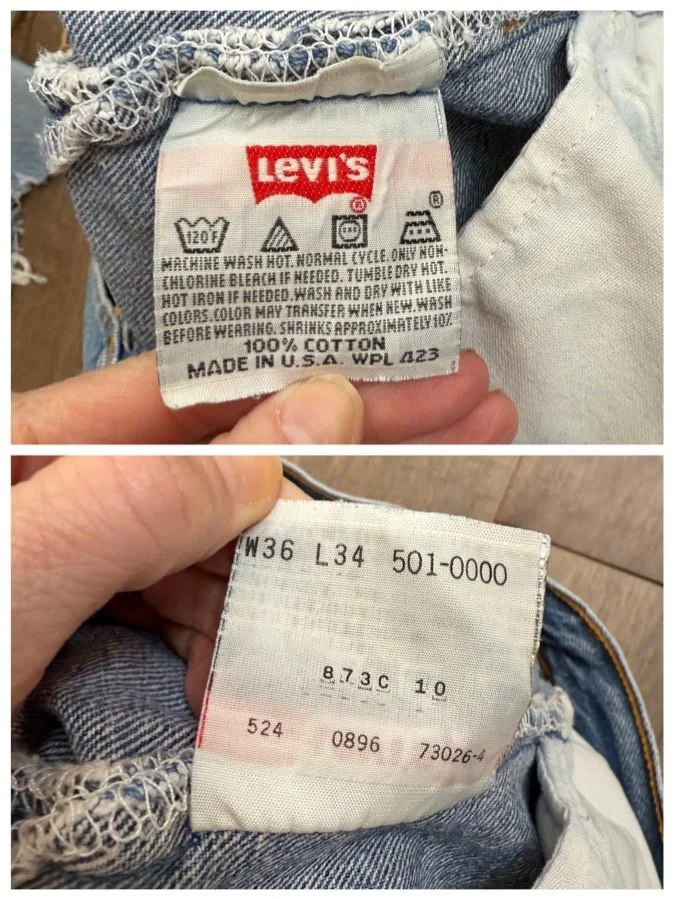 Levi's
®
®
120°F
MACHINE WASH HOT. NORMAL CYCLE. ONLY NON-
CHLORINE BLEACH IF NEEDED. TUMBLE DRY HOT.
HOT IRON IF NEEDED. WASH AND DRY WITH LIKE
COLORS. COLOR MAY TRANSFER WHEN NEW. WASH
BEFORE WEARING. SHRINKS APPROXIMATELY 10%
100% COTTON
MADE IN U.S.A. WPL 423
W36 L34 501-0000
873C 10
524 0896 73026-4